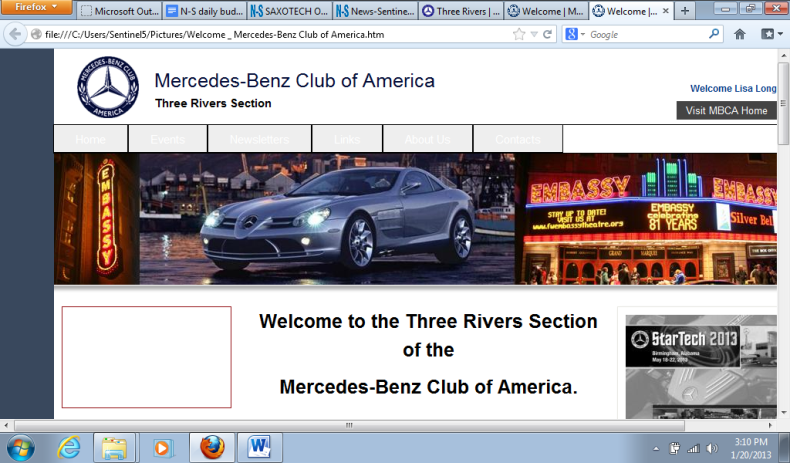 Firefox
Microsoft Out...
N-S daily bud...
N-S SAXOTECH O...
N-S News-Sentine...
Three Rivers | ...
Welcome | M...
Welcome |...
file:///C:/Users/Sentinel5/Pictures/Welcome _ Mercedes-Benz Club of America.htm
Google
MERCEDES-BENZ CLUB
AMERICA
Mercedes-Benz Club of America
Three Rivers Section
Welcome Lisa Long
Visit MBCA Home
Home
Events
Newsletters
Links
About Us
Contacts
EMBASSY
EMBASSY
EMBASSY
STAY UP TO DATE!
VISIT US AT
www.fwembassytheatre.org
EMBASSY
celebrating
81 YEARS
Silver Bel
GRAND
MARQUEE
Welcome to the Three Rivers Section
of the
Mercedes-Benz Club of America.
StarTech 2013
Birmingham, Alabama
May 18-22, 2013
3:10 PM
1/20/2013